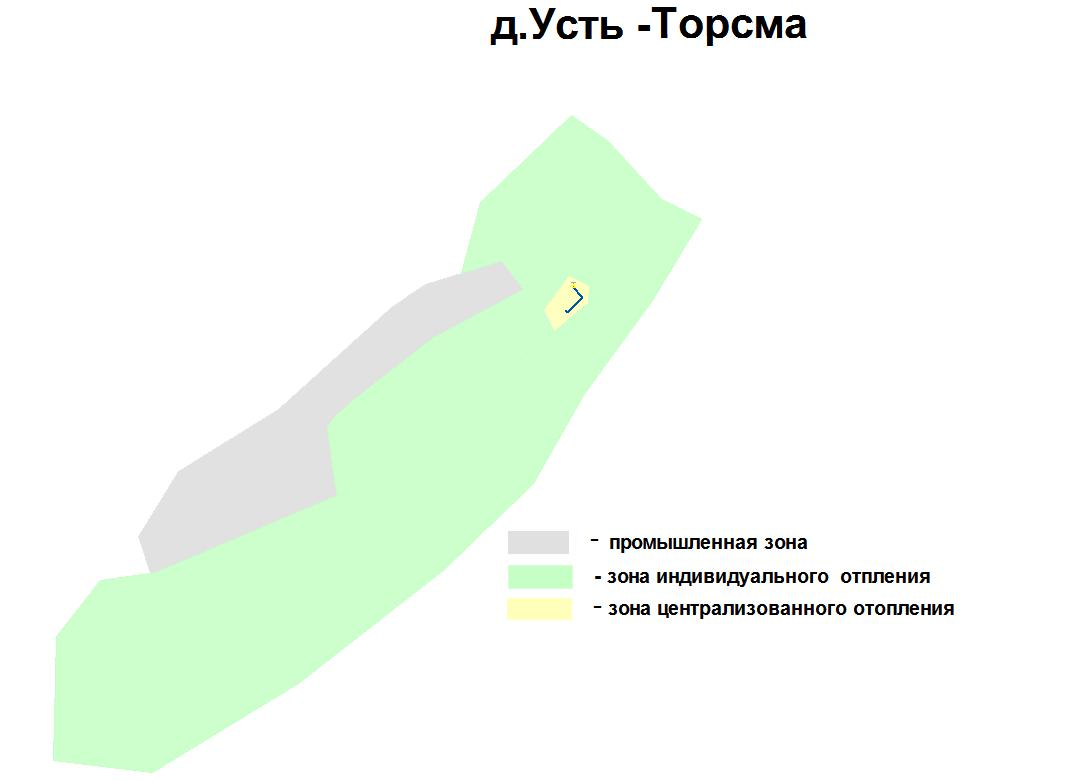 д.Усть -Торсма
- промышленная зона
- зона индивидуального отпления
- зона централизованного отопления